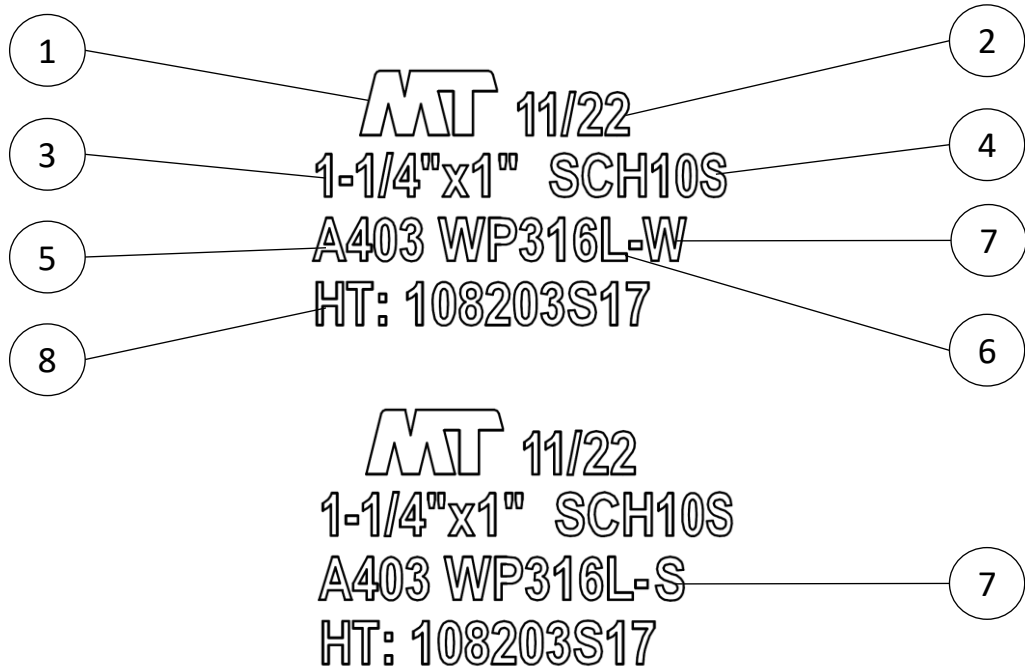 1
2
MT 11/22
3
1-1/4"x1" SCH10S
4
5
A403 WP316L-W
7
8
HT: 108203S17
6
MT 11/22
1-1/4"x1" SCH10S
A403 WP316L-S
7
HT: 108203S17